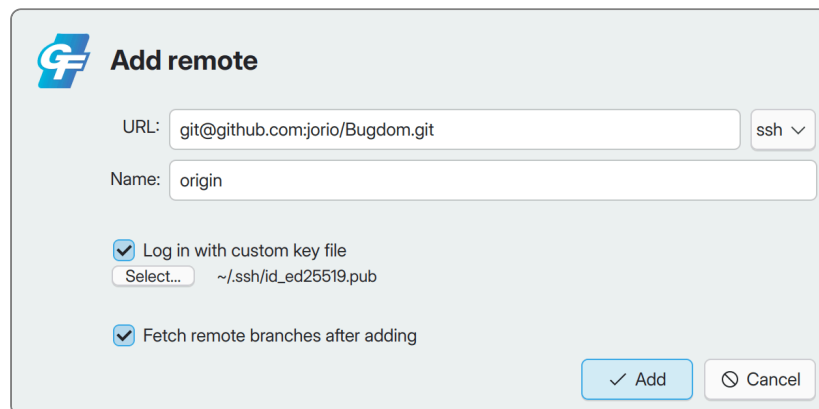 GF
Add remote
URL: git@github.com:jorio/Bugdom.git ssh
Name: origin
Log in with custom key file
Select... ~/.ssh/id_ed25519.pub
Fetch remote branches after adding
Add Cancel